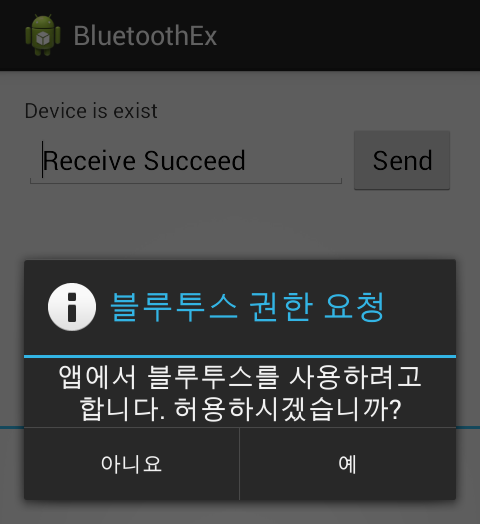 BluetoothEx
Device is exist
Receive Succeed
Send
블루투스 권한 요청
앱에서 블루투스를 사용하려고
합니다. 허용하시겠습니까?
아니요
예